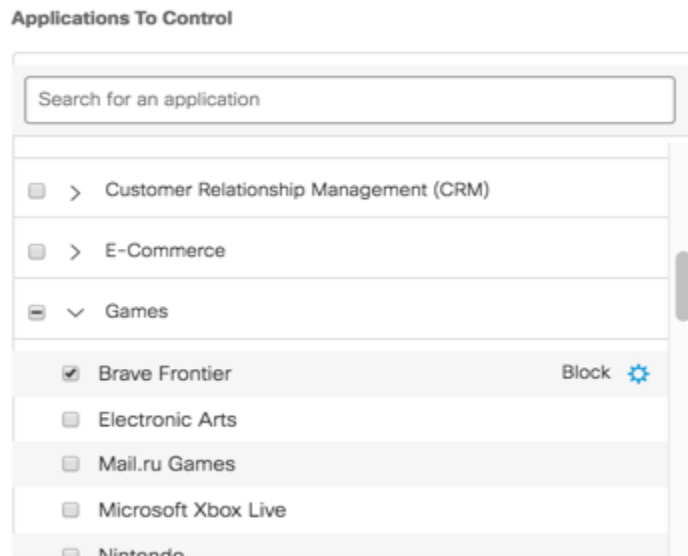 Applications To Control
Search for an application
Customer Relationship Management (CRM)
E-Commerce
Games
Brave Frontier Block
Electronic Arts
Mail.ru Games
Microsoft Xbox Live
Nintendo